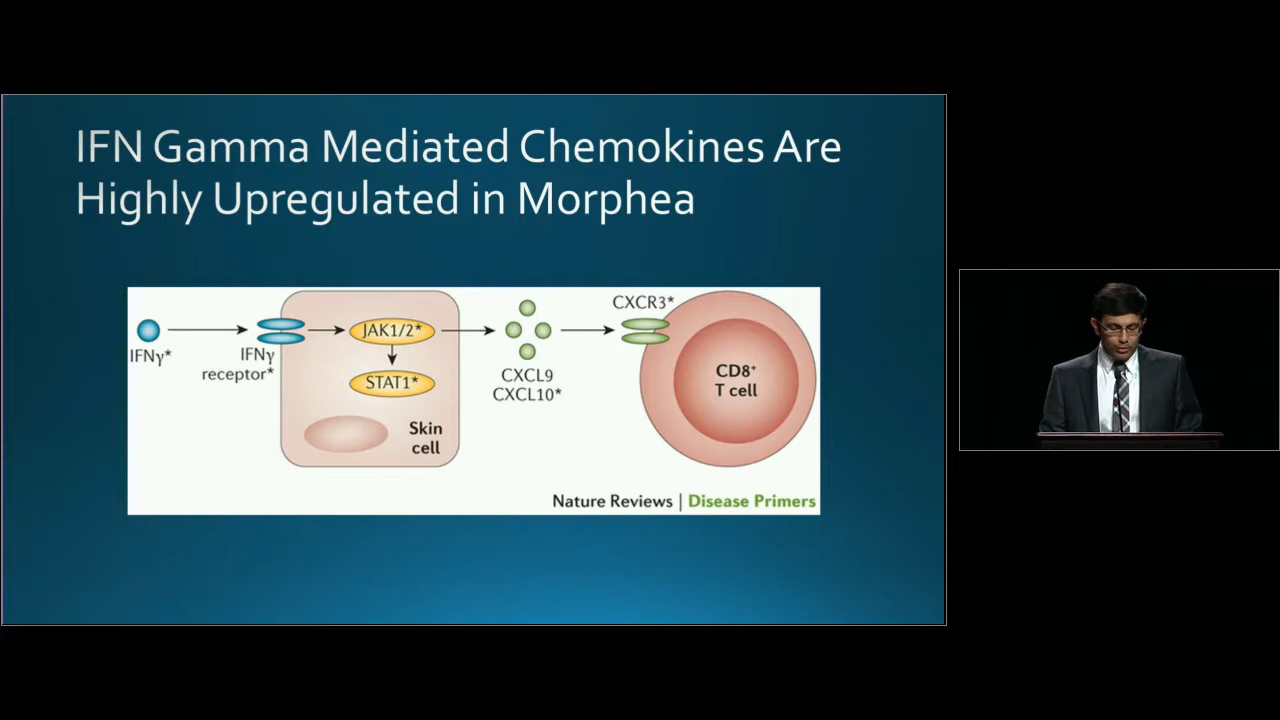 IFN Gamma Mediated Chemokines Are
Highly Upregulated in Morphea
IFNγ*
IFNγ
receptor*
JAK1/2*
STAT1*
Skin
cell
CXCL9
CXCL10*
CXCR3*
CD8⁺
T cell
Nature Reviews | Disease Primers